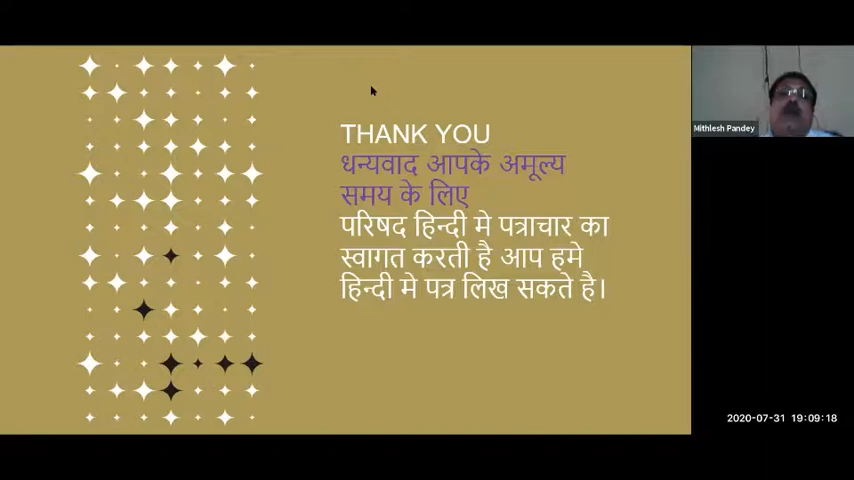 THANK YOU
धन्यवाद आपके अमूल्य
समय के लिए
परिषद हिन्दी मे पत्राचार का
स्वागत करती है आप हमे
हिन्दी मे पत्र लिख सकते है।
Mithlesh Pandey
2020-07-31 19:09:18